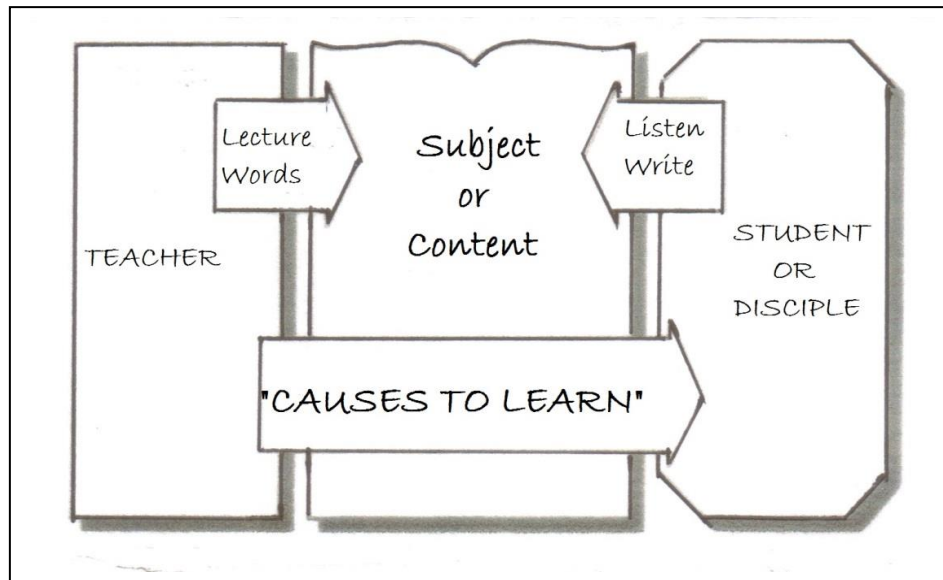 Lecture
Words
Subject
or
Content
Listen
Write
TEACHER
STUDENT
OR
DISCIPLE
"CAUSES TO LEARN"